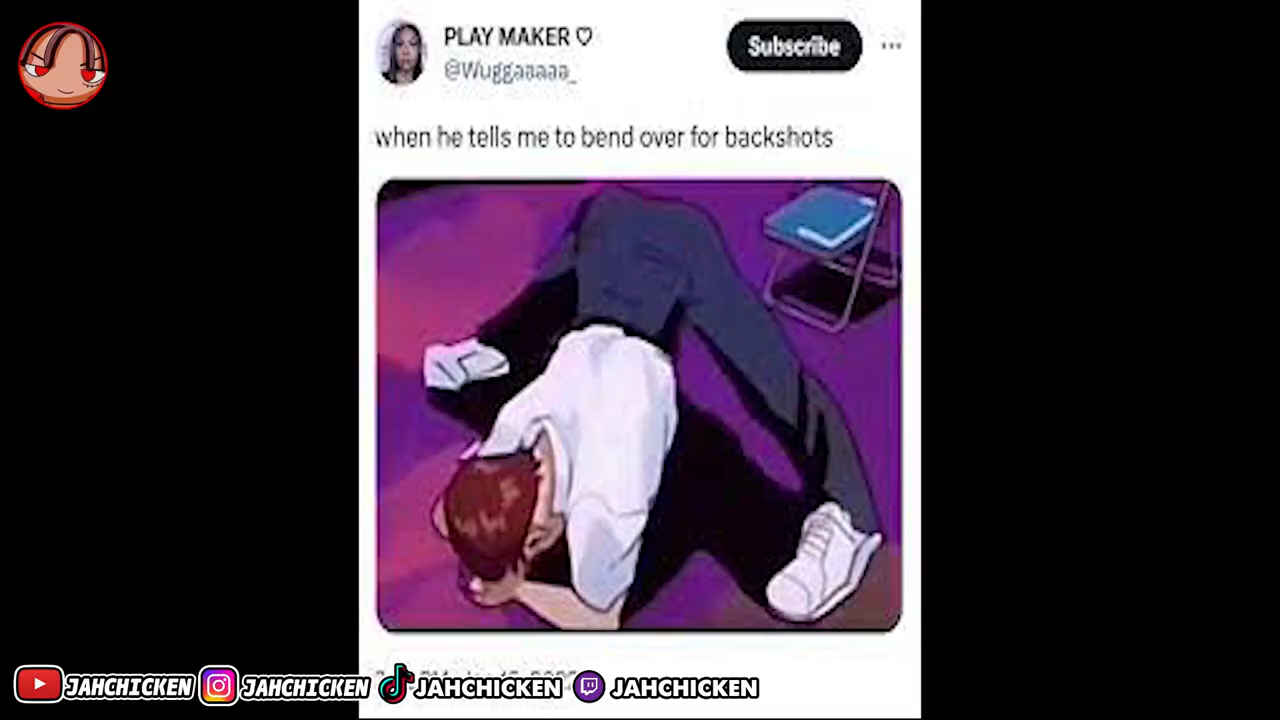 PLAY MAKER ♡
Subscribe
@Wuggaaaaa_
when he tells me to bend over for backshots
JAHCHICKEN JAHCHICKEN JAHCHICKEN JAHCHICKEN